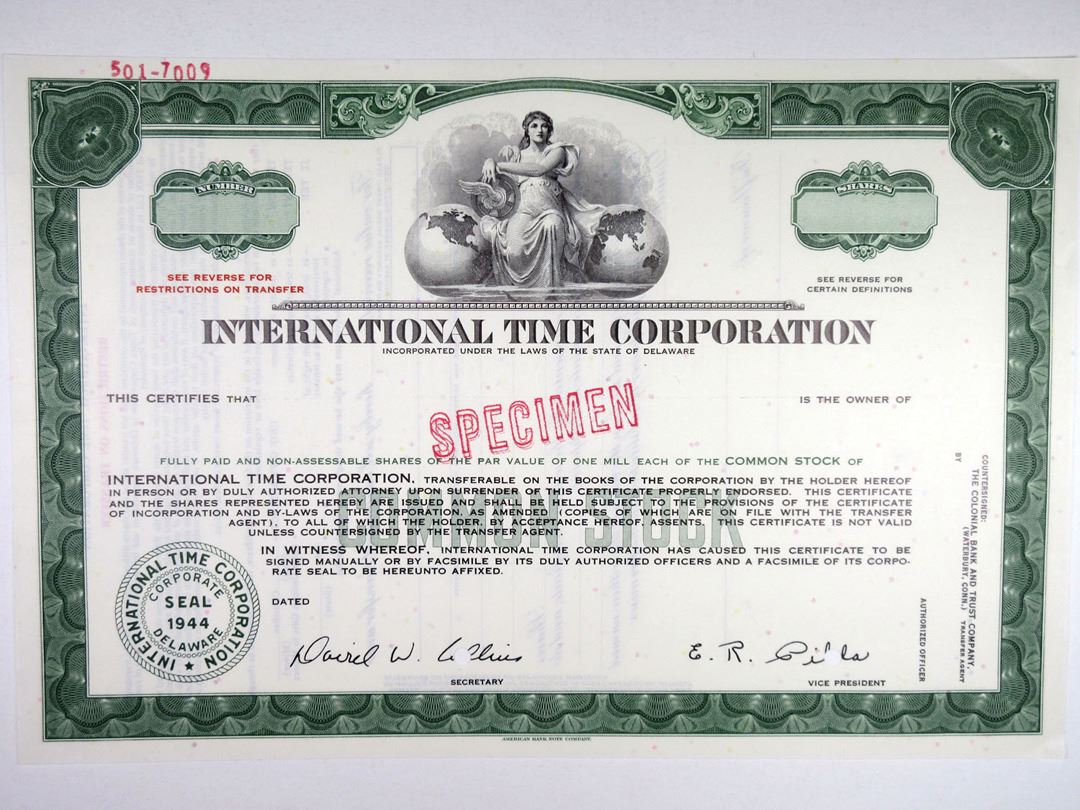 501-7009
NUMBER
SHARES
SEE REVERSE FOR
RESTRICTIONS ON TRANSFER
SEE REVERSE FOR
CERTAIN DEFINITIONS
INTERNATIONAL TIME CORPORATION
INCORPORATED UNDER THE LAWS OF THE STATE OF DELAWARE
THIS CERTIFIES THAT
IS THE OWNER OF
SPECIMEN
FULLY PAID AND NON-ASSESSABLE SHARES OF THE PAR VALUE OF ONE MILL EACH OF THE COMMON STOCK OF
INTERNATIONAL TIME CORPORATION, TRANSFERABLE ON THE BOOKS OF THE CORPORATION BY THE HOLDER HEREOF
IN PERSON OR BY DULY AUTHORIZED ATTORNEY UPON SURRENDER OF THIS CERTIFICATE PROPERLY ENDORSED. THIS CERTIFICATE
AND THE SHARES REPRESENTED HEREBY ARE ISSUED AND SHALL BE HELD SUBJECT TO THE PROVISIONS OF THE CERTIFICATE
OF INCORPORATION AND BY-LAWS OF THE CORPORATION, AS AMENDED (COPIES OF WHICH ARE ON FILE WITH THE TRANSFER
AGENT), TO ALL OF WHICH THE HOLDER, BY ACCEPTANCE HEREOF, ASSENTS. THIS CERTIFICATE IS NOT VALID
UNLESS COUNTERSIGNED BY THE TRANSFER AGENT.
COMMON STOCK
IN WITNESS WHEREOF, INTERNATIONAL TIME CORPORATION HAS CAUSED THIS CERTIFICATE TO BE
SIGNED MANUALLY OR BY FACSIMILE BY ITS DULY AUTHORIZED OFFICERS AND A FACSIMILE OF ITS CORPO-
RATE SEAL TO BE HEREUNTO AFFIXED.
INTERNATIONAL TIME CORPORATION
CORPORATE
SEAL
1944
DELAWARE
DATED
David W. Collins
SECRETARY
E. R.
VICE PRESIDENT
COUNTERSIGNED:
THE COLONIAL BANK AND TRUST COMPANY,
(WATERBURY, CONN.) TRANSFER AGENT
BY
AUTHORIZED OFFICER
AMERICAN BANK NOTE COMPANY.